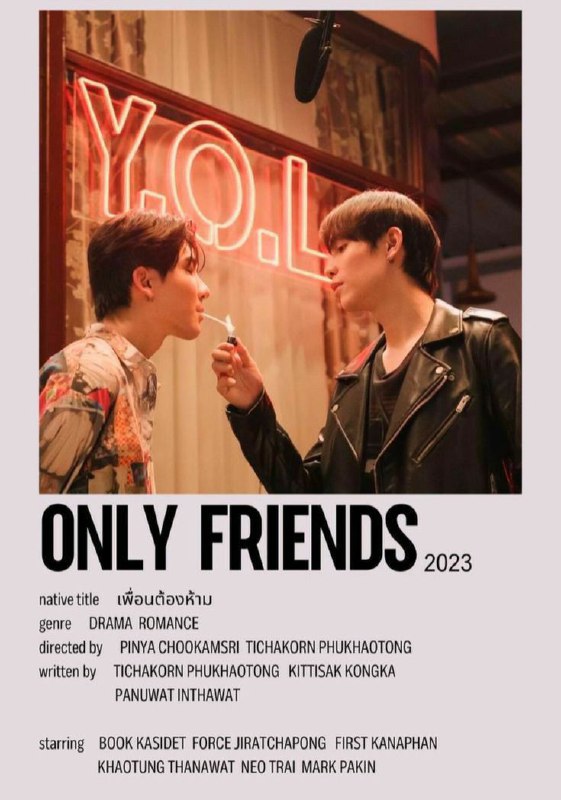 Y.O.L
ONLY FRIENDS 2023
native title เพื่อนต้องห้าม
genre DRAMA ROMANCE
directed by PINYA CHOOKAMSRI TICHAKORN PHUKHAOTONG
written by TICHAKORN PHUKHAOTONG KITTISAK KONGKA
PANUWAT INTHAWAT
starring BOOK KASIDET FORCE JIRATCHAPONG FIRST KANAPHAN
KHAOTUNG THANAWAT NEO TRAI MARK PAKIN